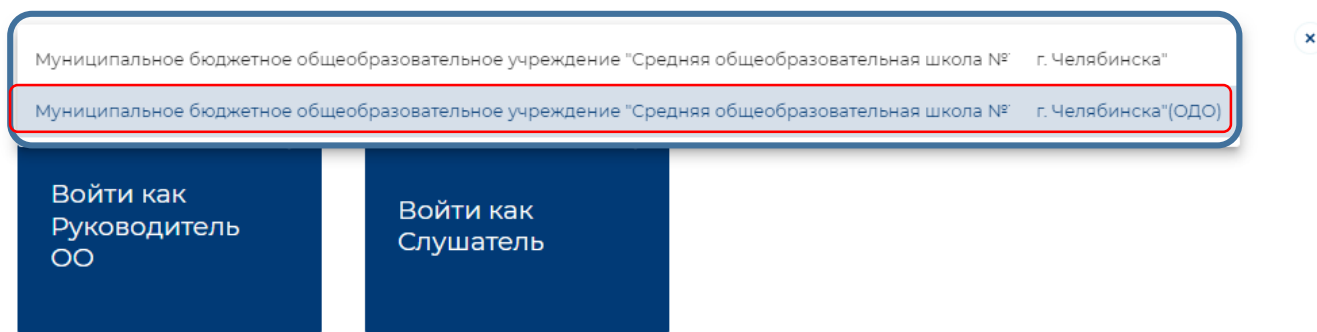 Муниципальное бюджетное общеобразовательное учреждение "Средняя общеобразовательная школа № г. Челябинска"
Муниципальное бюджетное общеобразовательное учреждение "Средняя общеобразовательная школа № г. Челябинска"(ОДО)
Войти как
Руководитель
ОО
Войти как
Слушатель